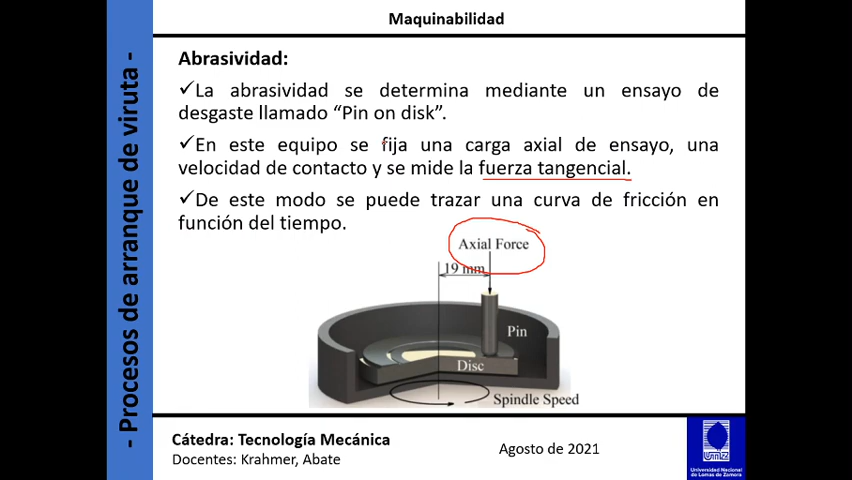 Maquinabilidad
- Procesos de arranque de viruta -
Abrasividad:
✓La abrasividad se determina mediante un ensayo de
desgaste llamado “Pin on disk”.
✓En este equipo se fija una carga axial de ensayo, una
velocidad de contacto y se mide la fuerza tangencial.
✓De este modo se puede trazar una curva de fricción en
función del tiempo.
Axial Force
19 mm
Pin
Disc
Spindle Speed
Cátedra: Tecnología Mecánica
Docentes: Krahmer, Abate
Agosto de 2021
Universidad Nacional
de Lomas de Zamora